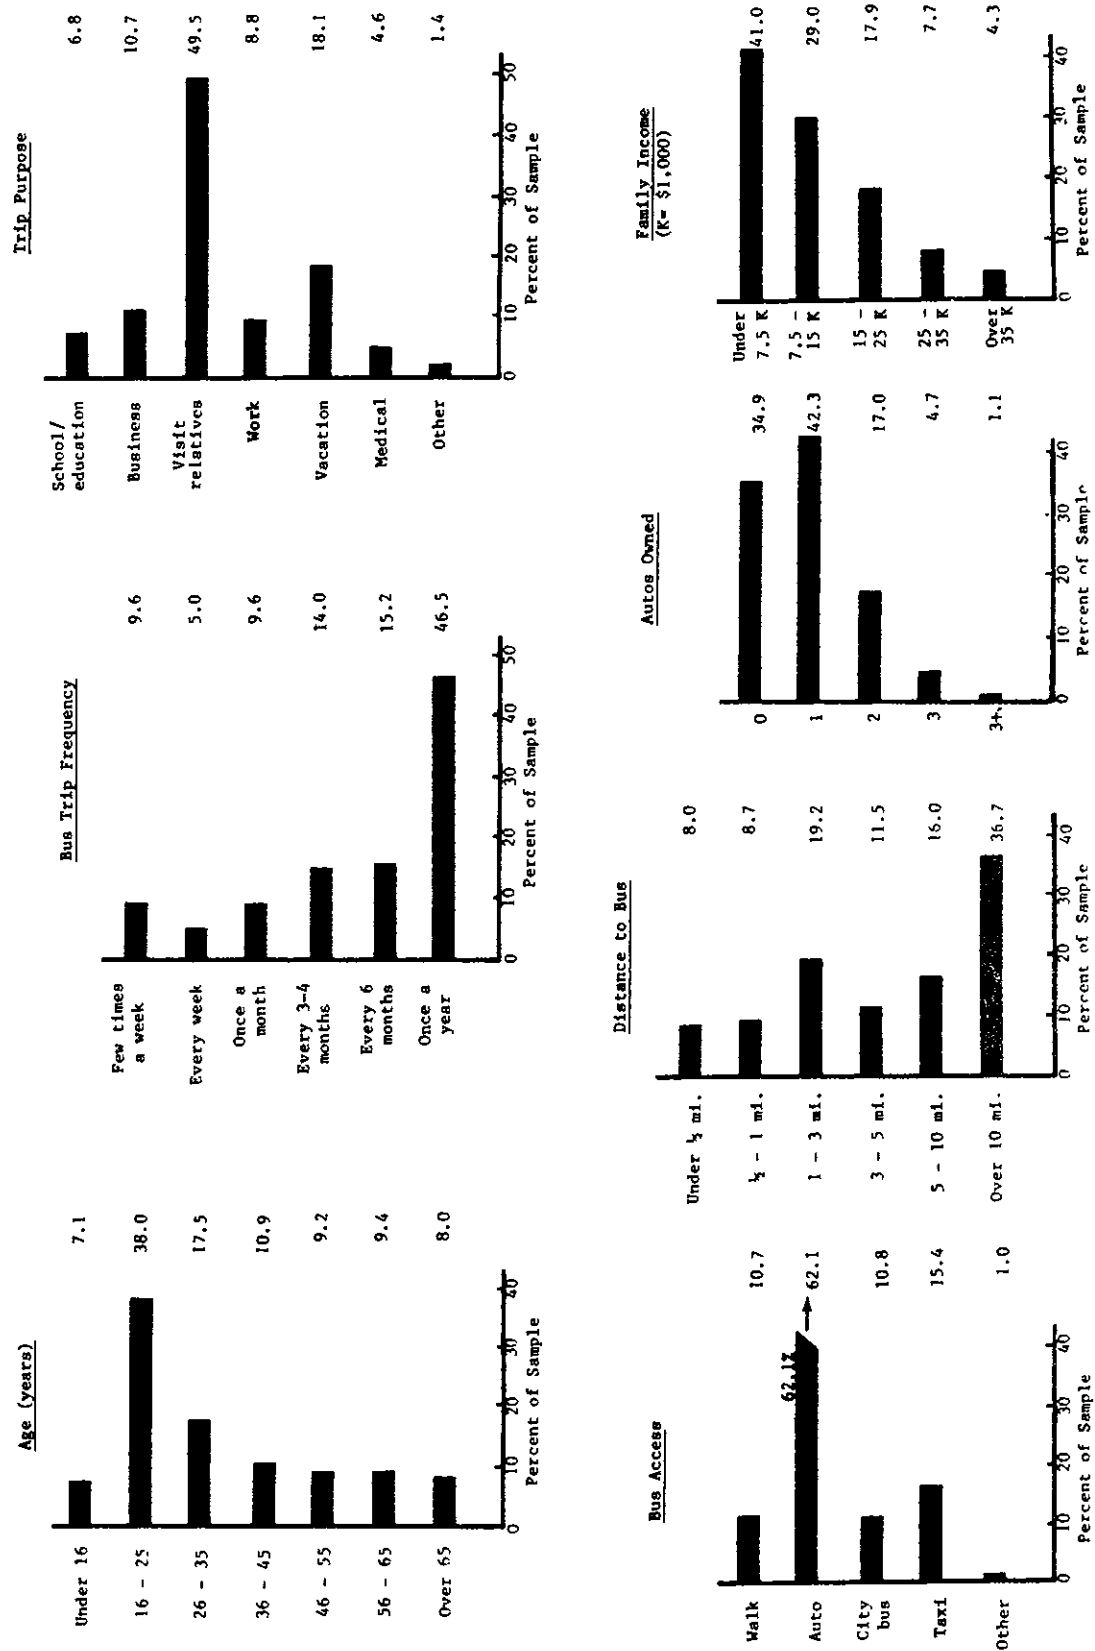 Age (years)
Under 16 7.1
16 - 25 38.0
26 - 35 17.5
36 - 45 10.9
46 - 55 9.2
56 - 65 9.4
Over 65 8.0
0 10 20 30 40
Percent of Sample
Bus Trip Frequency
Few times
a week 9.6
Every week 5.0
Once a
month 9.6
Every 3-4
months 14.0
Every 6
months 15.2
Once a
year 46.5
0 10 20 30 40 50
Percent of Sample
Trip Purpose
School/
education 6.8
Business 10.7
Visit
relatives 49.5
Work 8.8
Vacation 18.1
Medical 4.6
Other 1.4
0 10 20 30 40 50
Percent of Sample
Bus Access
Walk 10.7
62.1%
Auto 62.1
City
bus 10.8
Taxi 15.4
Other 1.0
0 10 20 30 40
Percent of Sample
Distance to Bus
Under ½ mi. 8.0
½ - 1 mi. 8.7
1 - 3 mi. 19.2
3 - 5 mi. 11.5
5 - 10 mi. 16.0
Over 10 mi. 36.7
0 10 20 30 40
Percent of Sample
Autos Owned
0 34.9
1 42.3
2 17.0
3 4.7
3+ 1.1
0 10 20 30 40
Percent of Sample
Family Income
(K= $1,000)
Under
7.5 K 41.0
7.5 -
15 K 29.0
15 -
25 K 17.9
25 -
35 K 7.7
Over
35 K 4.3
0 10 20 30 40
Percent of Sample